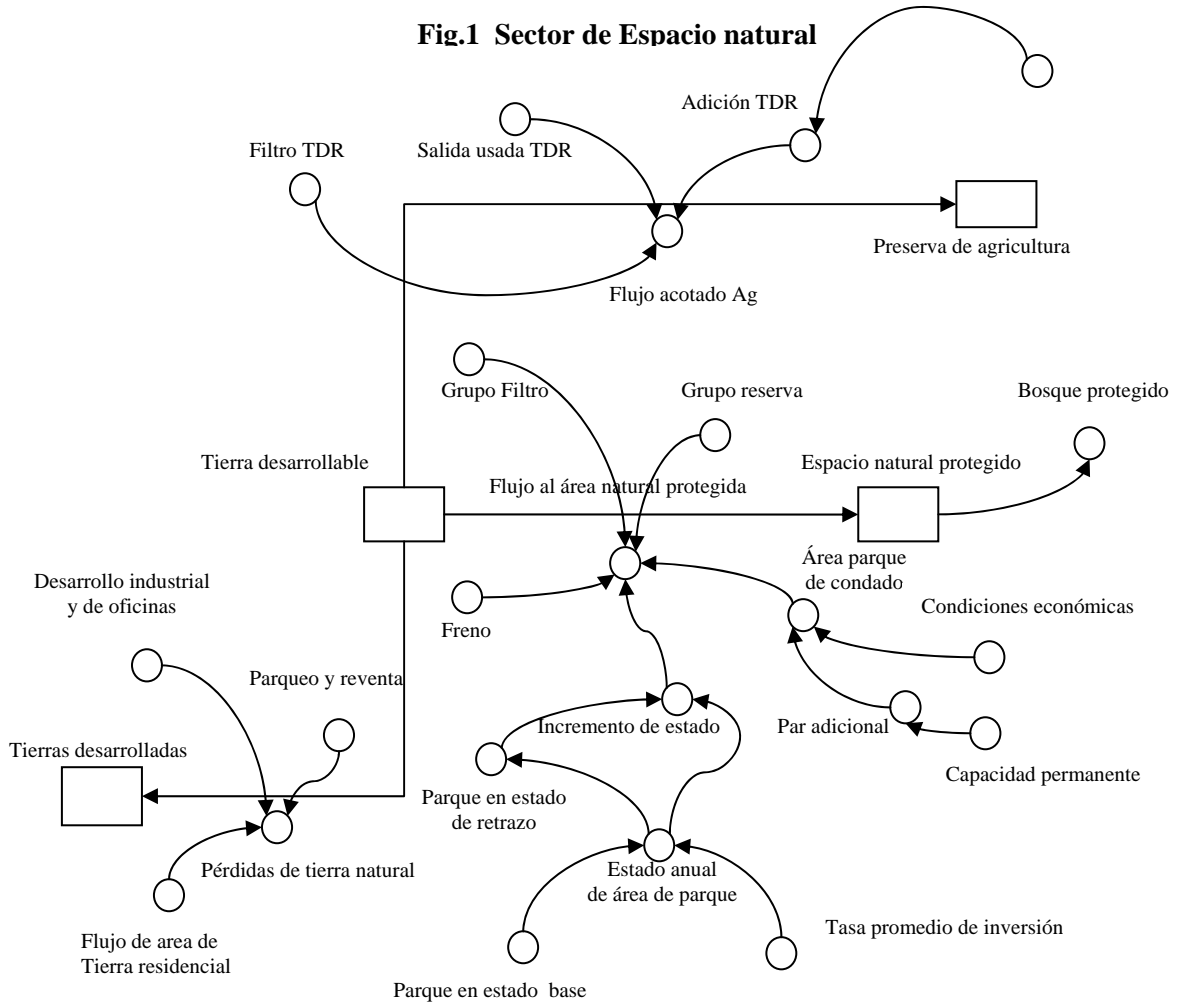 Fig.1 Sector de Espacio natural
Adición TDR
Filtro TDR
Salida usada TDR
Preserva de agricultura
Flujo acotado Ag
Grupo Filtro
Grupo reserva
Bosque protegido
Tierra desarrollable
Espacio natural protegido
Flujo al área natural protegida
Área parque
de condado
Desarrollo industrial
y de oficinas
Condiciones económicas
Freno
Parqueo y reventa
Incremento de estado
Par adicional
Tierras desarrolladas
Capacidad permanente
Parque en estado
de retrazo
Pérdidas de tierra natural
Estado anual
de área de parque
Tasa promedio de inversión
Flujo de area de
Tierra residencial
Parque en estado base